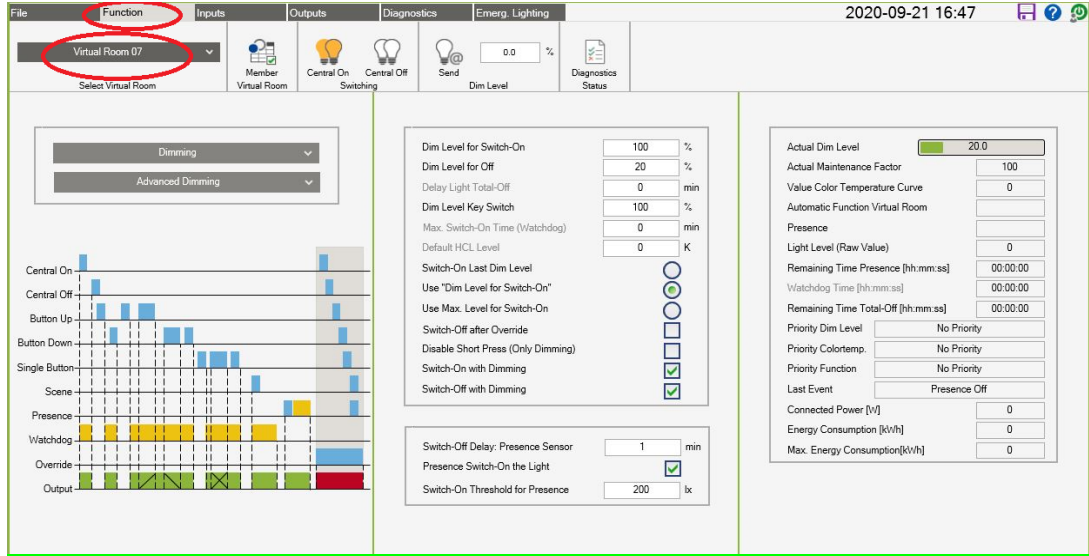 File Function Inputs Outputs Diagnostics Emerg. Lighting 2020-09-21 16:47
Virtual Room 07
Select Virtual Room
Member
Virtual Room
Central On Central Off
Switching
Send 0.0 %
Dim Level
Diagnostics
Status
Dimming
Advanced Dimming
Central On
Central Off
Button Up
Button Down
Single Button
Scene
Presence
Watchdog
Override
Output
Dim Level for Switch-On 100 %
Dim Level for Off 20 %
Delay Light Total-Off 0 min
Dim Level Key Switch 100 %
Max. Switch-On Time (Watchdog) 0 min
Default HCL Level 0 K
Switch-On Last Dim Level
Use "Dim Level for Switch-On"
Use Max. Level for Switch-On
Switch-Off after Override
Disable Short Press (Only Dimming)
Switch-On with Dimming
Switch-Off with Dimming
Switch-Off Delay: Presence Sensor 1 min
Presence Switch-On the Light
Switch-On Threshold for Presence 200 lx
Actual Dim Level 20.0
Actual Maintenance Factor 100
Value Color Temperature Curve 0
Automatic Function Virtual Room
Presence
Light Level (Raw Value) 0
Remaining Time Presence [hh:mm:ss] 00:00:00
Watchdog Time [hh:mm:ss] 00:00:00
Remaining Time Total-Off [hh:mm:ss] 00:00:00
Priority Dim Level No Priority
Priority Colortemp. No Priority
Priority Function No Priority
Last Event Presence Off
Connected Power [W] 0
Energy Consumption [kWh] 0
Max. Energy Consumption[kWh] 0